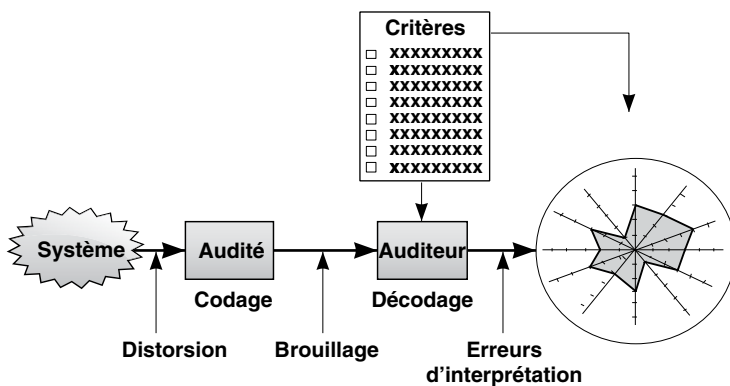 Critères
xxxxxxxxx
xxxxxxxxx
xxxxxxxxx
xxxxxxxxx
xxxxxxxxx
xxxxxxxxx
xxxxxxxxx
xxxxxxxxx
Système
Audité
Auditeur
Codage
Décodage
Distorsion
Brouillage
Erreurs
d'interprétation